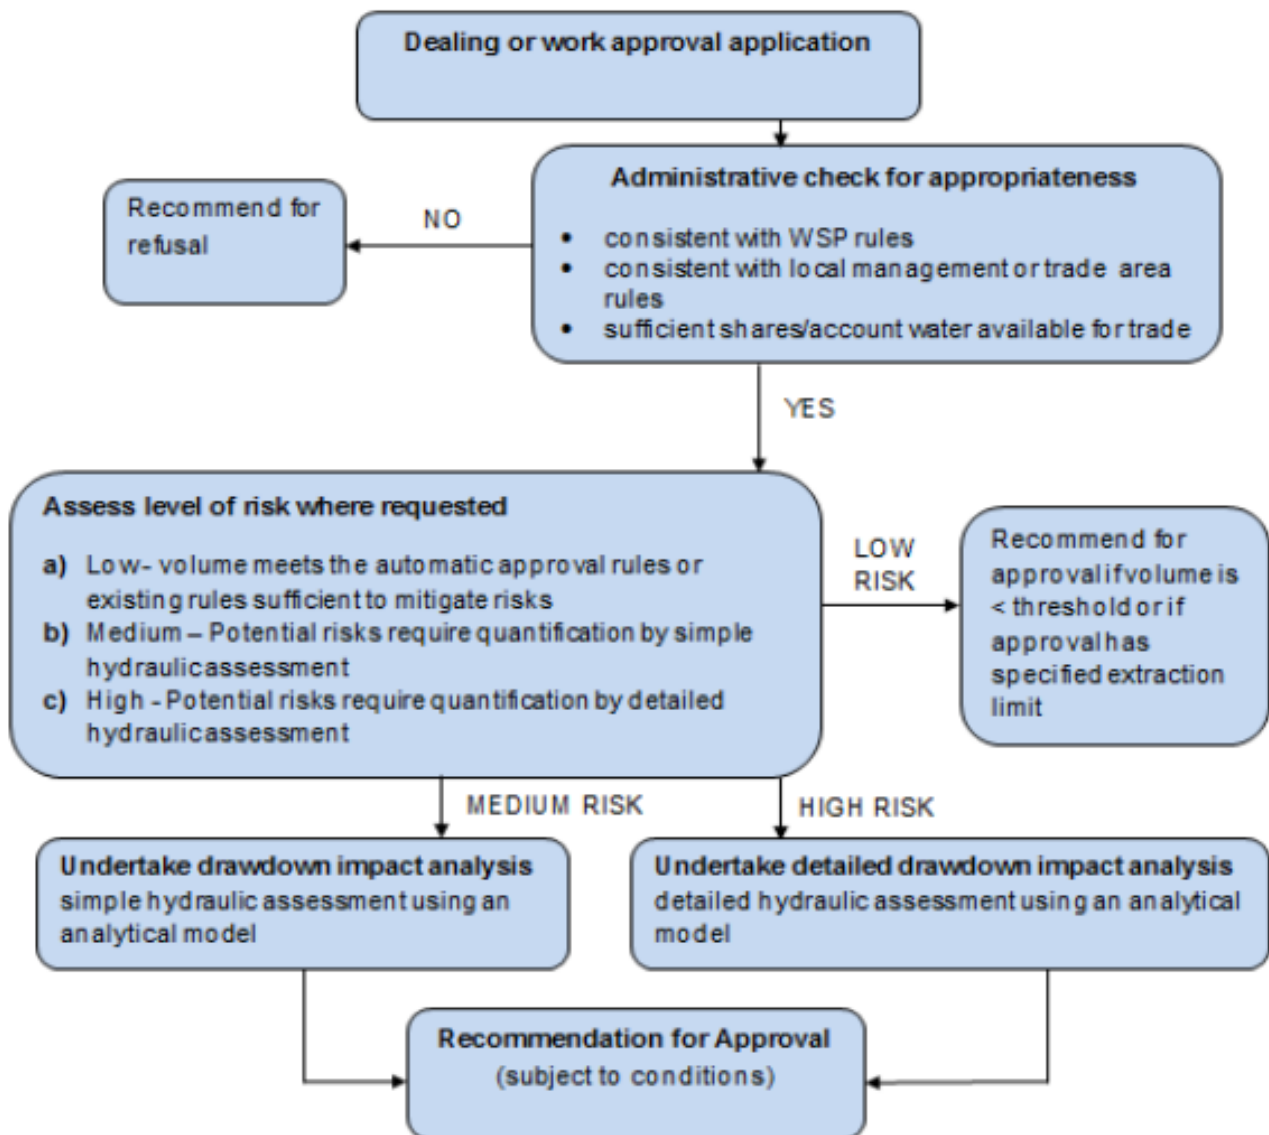 Dealing or work approval application
Administrative check for appropriateness
• consistent with WSP rules
• consistent with local management or trade area
rules
• sufficient shares/account water available for trade
NO
Recommend for
refusal
YES
Assess level of risk where requested
a) Low- volume meets the automatic approval rules or
existing rules sufficient to mitigate risks
b) Medium – Potential risks require quantification by simple
hydraulic assessment
c) High - Potential risks require quantification by detailed
hydraulic assessment
LOW
RISK
Recommend for
approval if volume is
< threshold or if
approval has
specified extraction
limit
MEDIUM RISK
HIGH RISK
Undertake drawdown impact analysis
simple hydraulic assessment using an
analytical model
Undertake detailed drawdown impact analysis
detailed hydraulic assessment using an analytical
model
Recommendation for Approval
(subject to conditions)